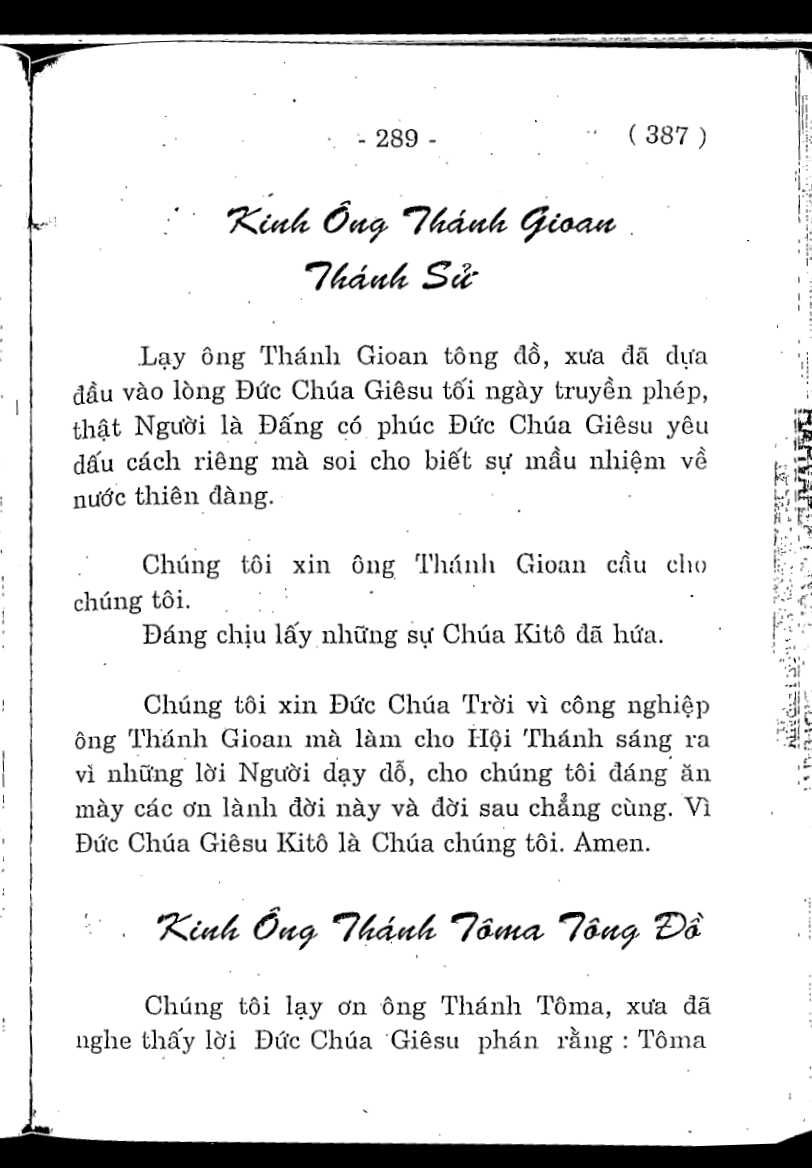 - 289 - ( 387 )
Kinh Ông Thánh Gioan
Thánh Sử
Lạy ông Thánh Gioan tông đồ, xưa đã dựa
đầu vào lòng Đức Chúa Giêsu tối ngày truyền phép,
thật Người là Đấng có phúc Đức Chúa Giêsu yêu
dấu cách riêng mà soi cho biết sự mầu nhiệm về
nước thiên đàng.
Chúng tôi xin ông Thánh Gioan cầu cho
chúng tôi.
Đáng chịu lấy những sự Chúa Kitô đã hứa.
Chúng tôi xin Đức Chúa Trời vì công nghiệp
ông Thánh Gioan mà làm cho Hội Thánh sáng ra
vì những lời Người dạy dỗ, cho chúng tôi đáng ăn
mày các ơn lành đời này và đời sau chẳng cùng. Vì
Đức Chúa Giêsu Kitô là Chúa chúng tôi. Amen.
Kinh Ông Thánh Tôma Tông Đồ
Chúng tôi lạy ơn ông Thánh Tôma, xưa đã
nghe thấy lời Đức Chúa Giêsu phán rằng : Tôma